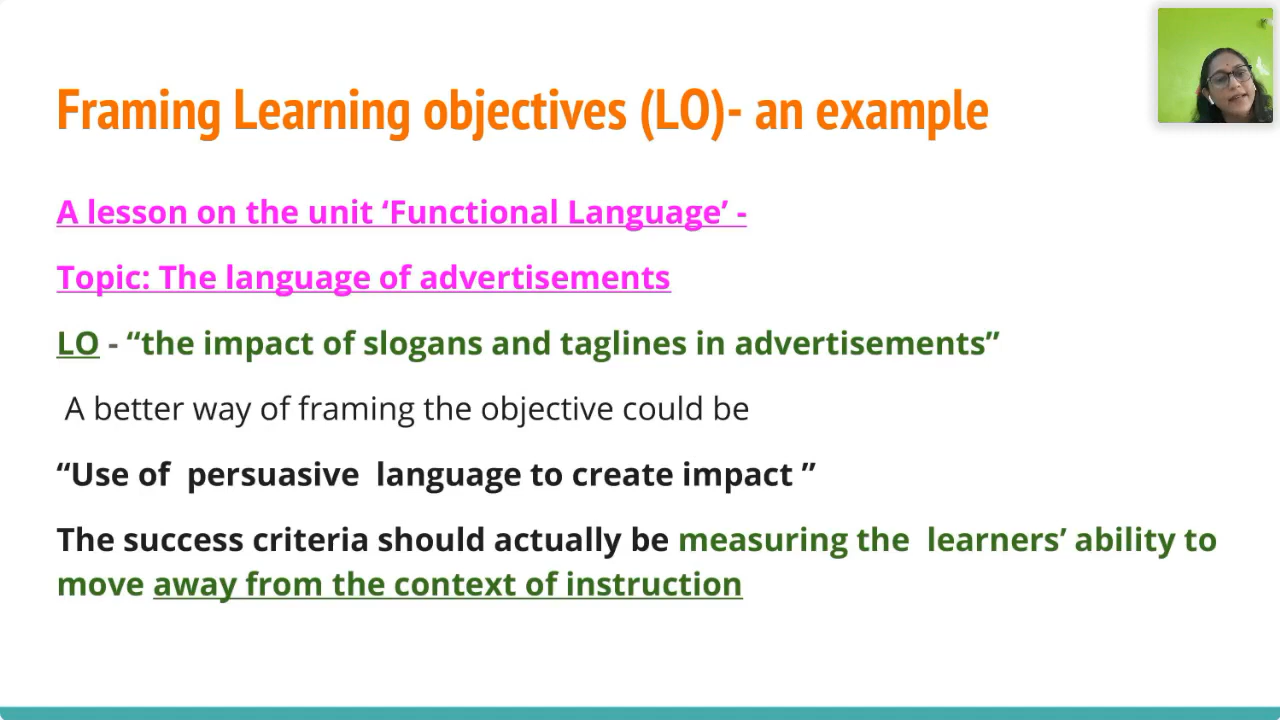 Framing Learning objectives (LO)- an example
A lesson on the unit ‘Functional Language’ -
Topic: The language of advertisements
LO - “the impact of slogans and taglines in advertisements”
A better way of framing the objective could be
“Use of  persuasive  language to create impact ”
The success criteria should actually be measuring the  learners’ ability to
move away from the context of instruction